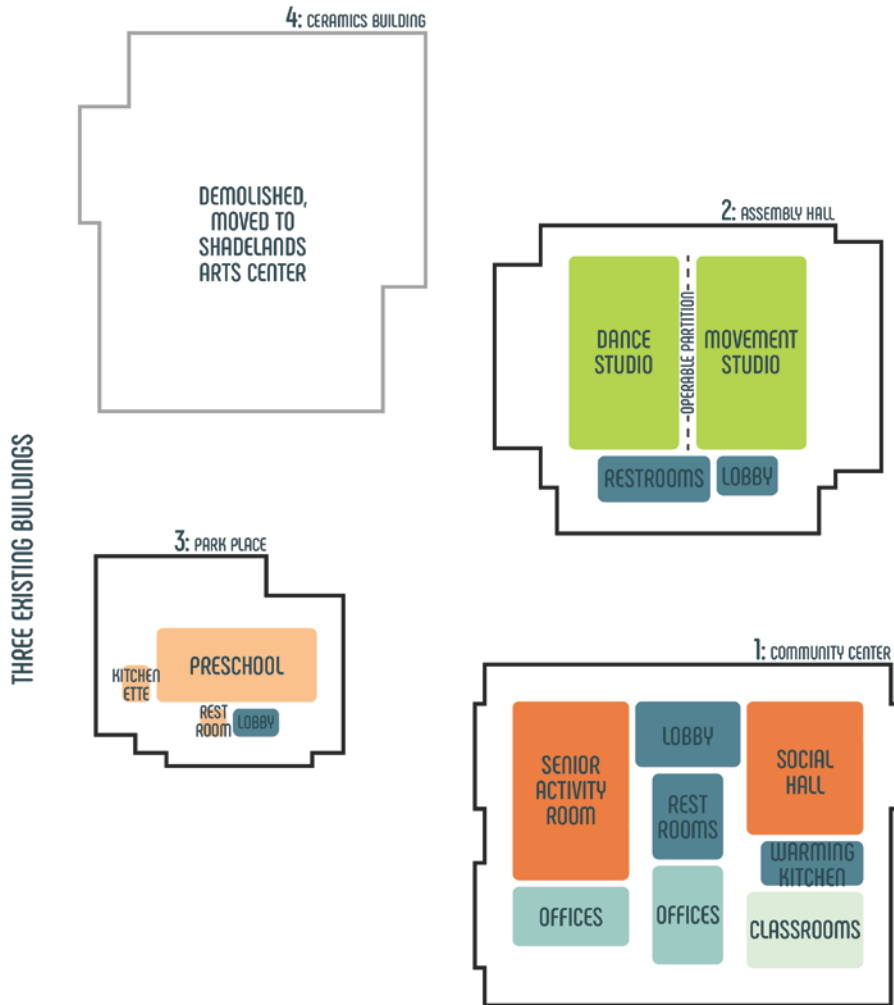 4: CERAMICS BUILDING
DEMOLISHED,
MOVED TO
SHADELANDS
ARTS CENTER
2: ASSEMBLY HALL
DANCE
STUDIO
OPERABLE PARTITION
MOVEMENT
STUDIO
RESTROOMS
LOBBY
THREE EXISTING BUILDINGS
3: PARK PLACE
PRESCHOOL
KITCHEN
ETTE
REST
ROOM
LOBBY
1: COMMUNITY CENTER
SENIOR
ACTIVITY
ROOM
LOBBY
SOCIAL
HALL
REST
ROOMS
WARMING
KITCHEN
OFFICES
OFFICES
CLASSROOMS